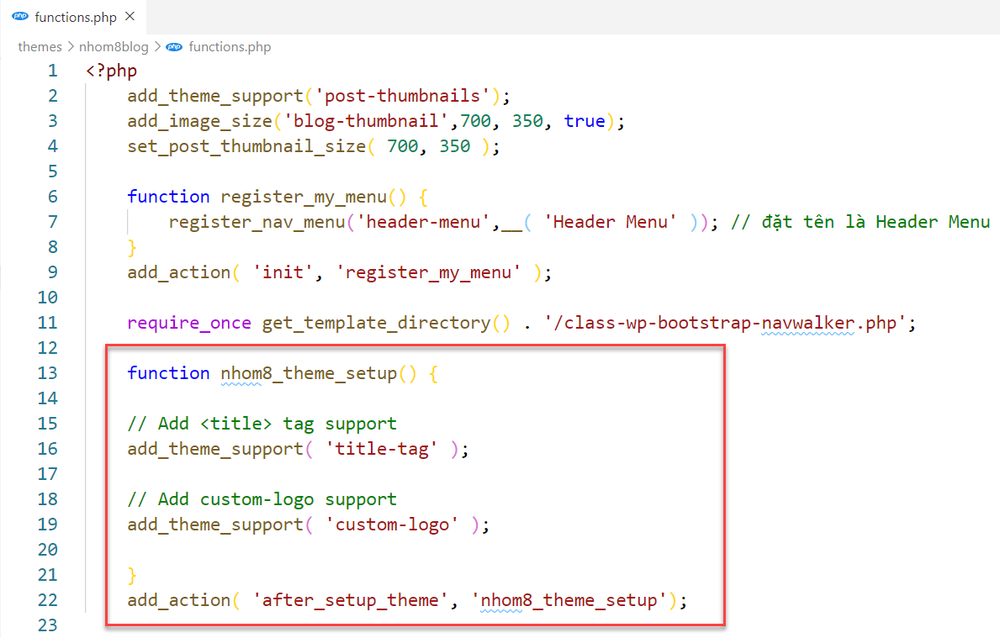 functions.php
themes > nhom8blog > functions.php
1 <?php
2 add_theme_support('post-thumbnails');
3 add_image_size('blog-thumbnail',700, 350, true);
4 set_post_thumbnail_size( 700, 350 );
5
6 function register_my_menu() {
7 register_nav_menu('header-menu',__( 'Header Menu' )); // đặt tên là Header Menu
8 }
9 add_action( 'init', 'register_my_menu' );
10
11 require_once get_template_directory() . '/class-wp-bootstrap-navwalker.php';
12
13 function nhom8_theme_setup() {
14
15 // Add <title> tag support
16 add_theme_support( 'title-tag' );
17
18 // Add custom-logo support
19 add_theme_support( 'custom-logo' );
20
21 }
22 add_action( 'after_setup_theme', 'nhom8_theme_setup');
23